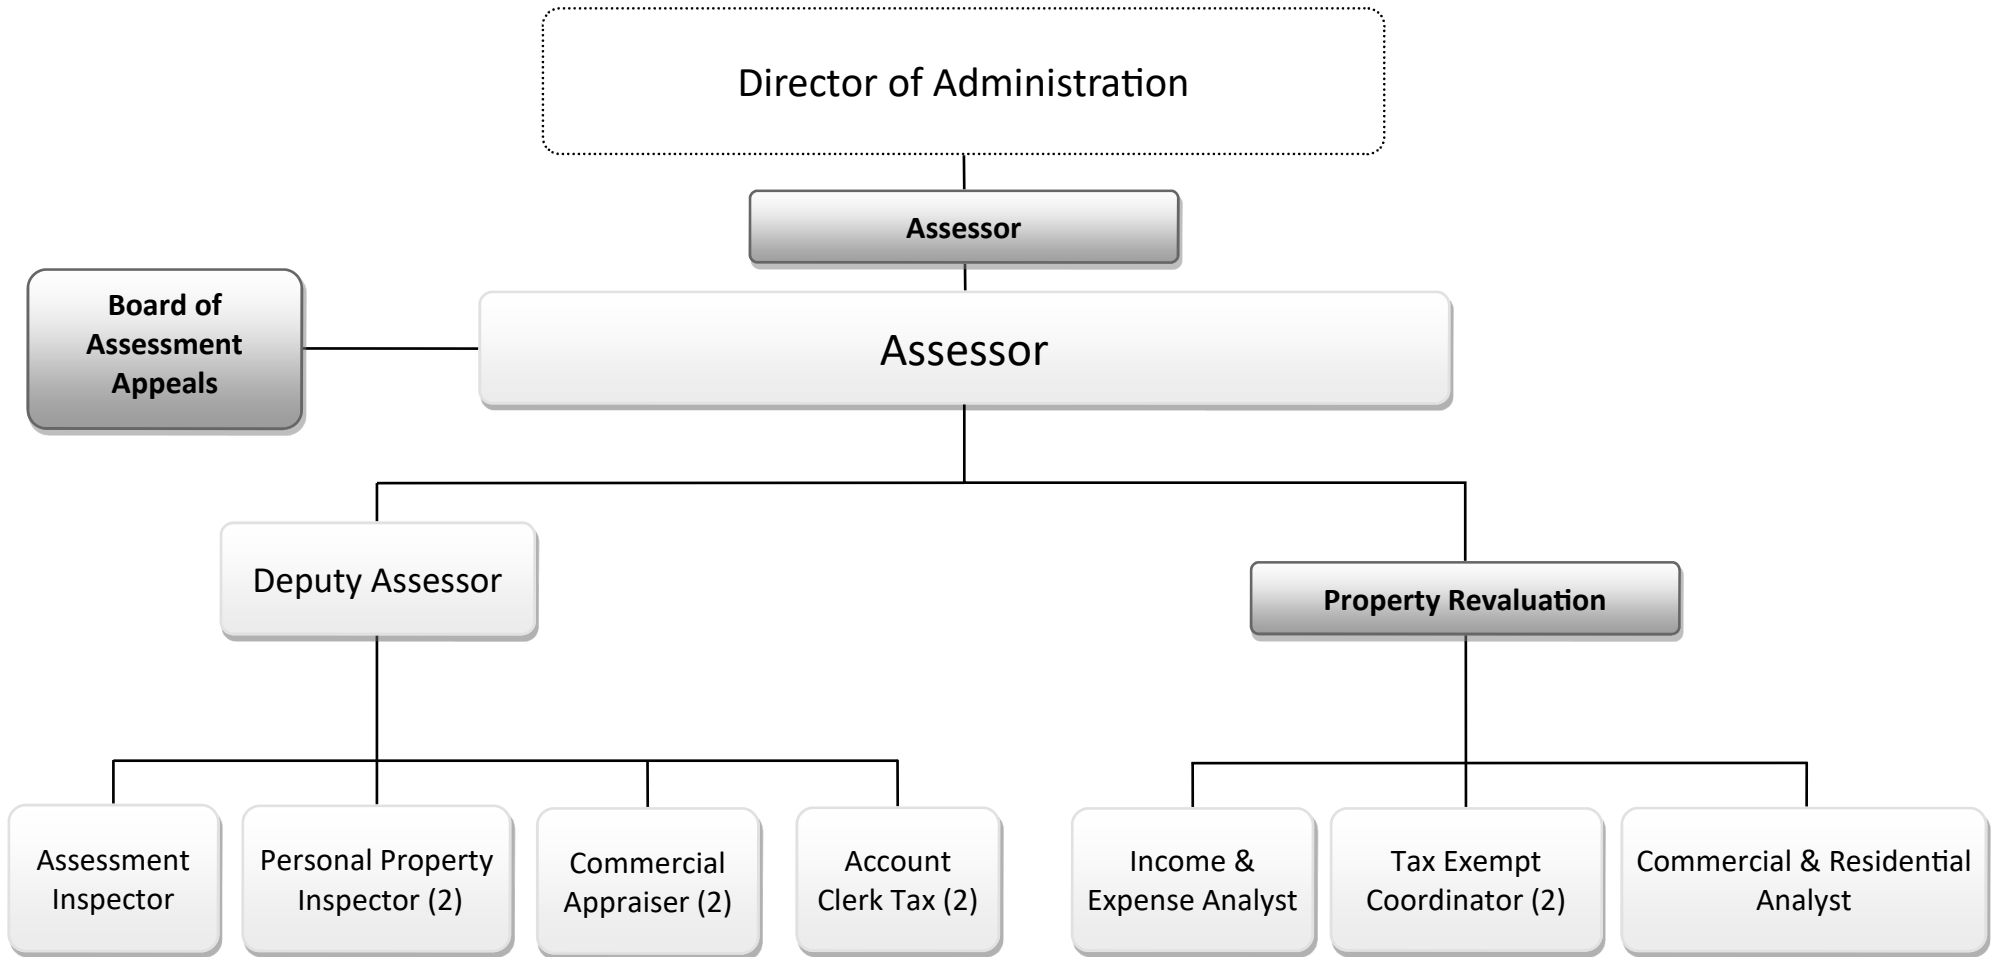 Director of Administration
Assessor
Board of
Assessment
Appeals
Assessor
Deputy Assessor
Property Revaluation
Assessment
Inspector
Personal Property
Inspector (2)
Commercial
Appraiser (2)
Account
Clerk Tax (2)
Income &
Expense Analyst
Tax Exempt
Coordinator (2)
Commercial & Residential
Analyst